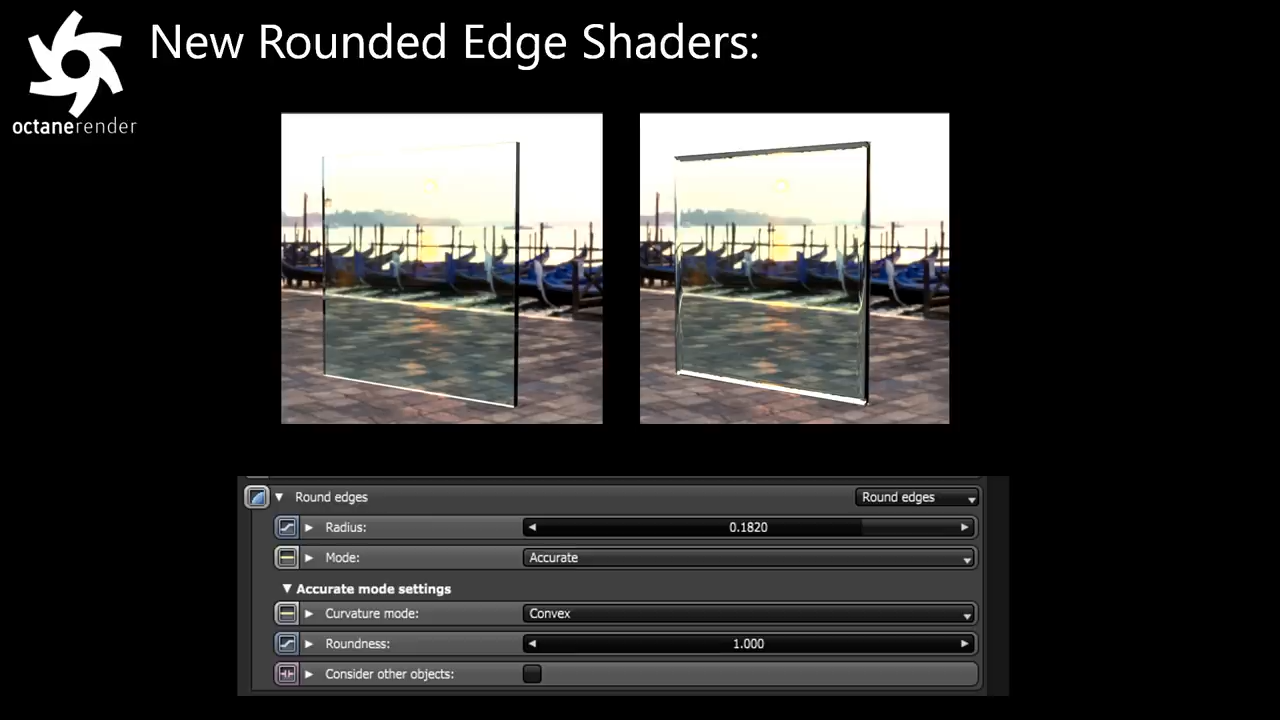 New Rounded Edge Shaders:
octanerender
Round edges
Round edges
Radius:
0.1820
Mode:
Accurate
Accurate mode settings
Curvature mode:
Convex
Roundness:
1.000
Consider other objects: